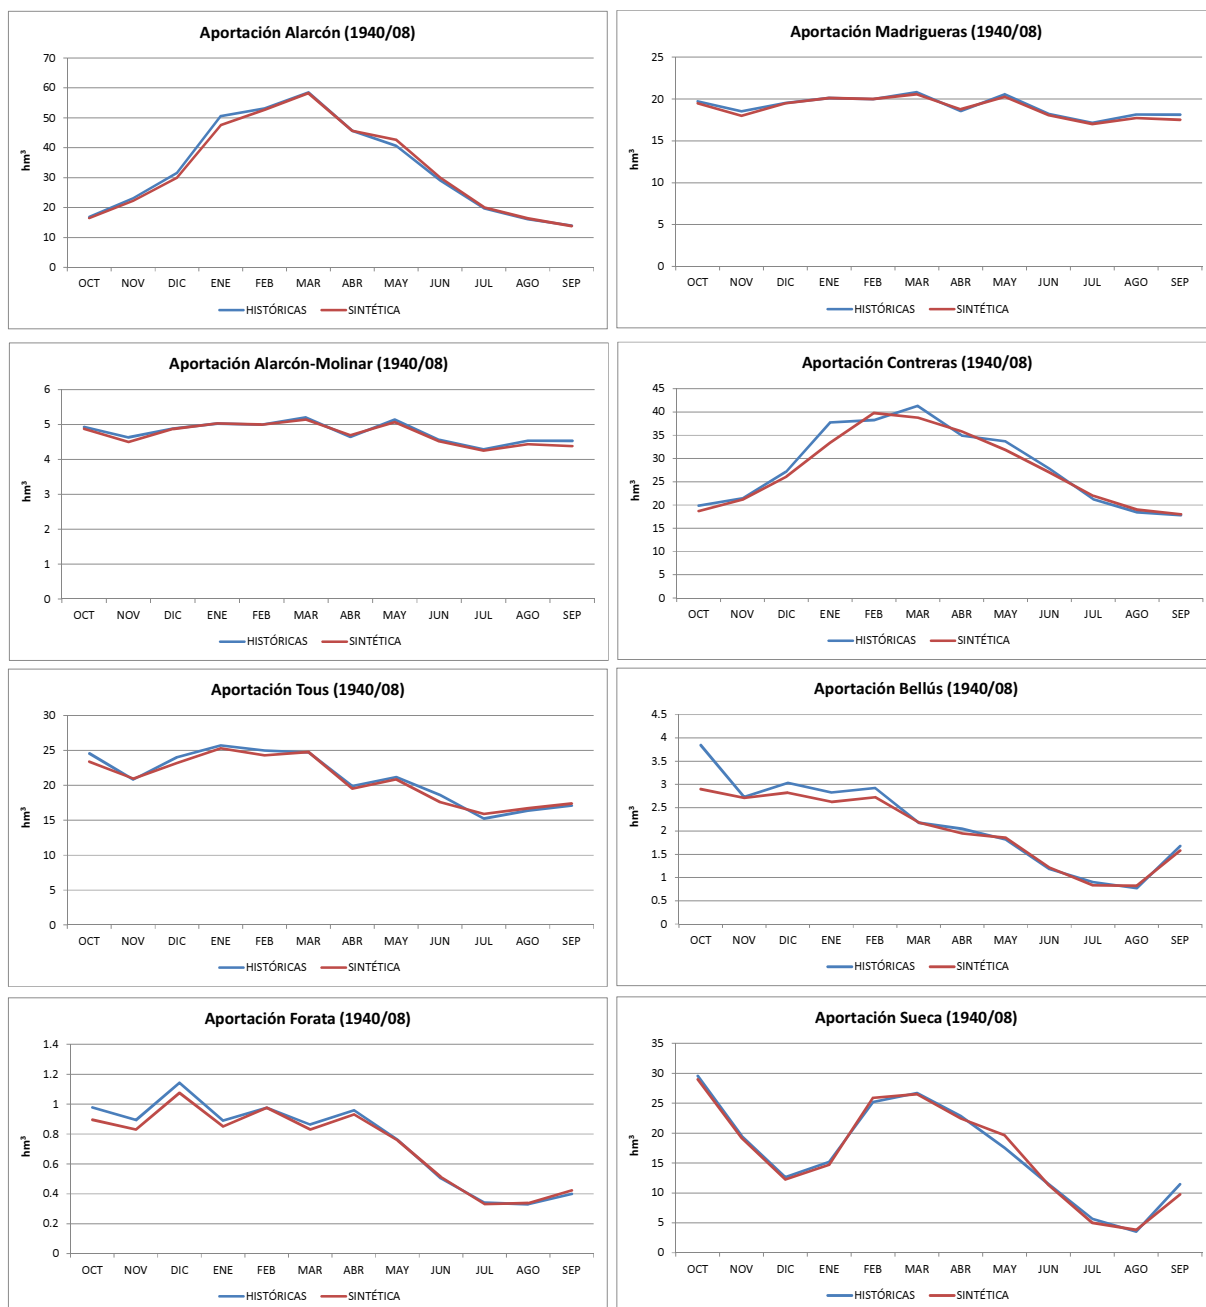 Aportación Alarcón (1940/08)
70
60
50
40
30
20
10
0
hm³
OCT NOV DIC ENE FEB MAR ABR MAY JUN JUL AGO SEP
HISTÓRICAS SINTÉTICA
Aportación Madrigueras (1940/08)
25
20
15
10
5
0
hm³
OCT NOV DIC ENE FEB MAR ABR MAY JUN JUL AGO SEP
HISTÓRICAS SINTÉTICA
Aportación Alarcón-Molinar (1940/08)
6
5
4
3
2
1
0
hm³
OCT NOV DIC ENE FEB MAR ABR MAY JUN JUL AGO SEP
HISTÓRICAS SINTÉTICA
Aportación Contreras (1940/08)
45
40
35
30
25
20
15
10
5
0
hm³
OCT NOV DIC ENE FEB MAR ABR MAY JUN JUL AGO SEP
HISTÓRICAS SINTÉTICA
Aportación Tous (1940/08)
30
25
20
15
10
5
0
hm³
OCT NOV DIC ENE FEB MAR ABR MAY JUN JUL AGO SEP
HISTÓRICAS SINTÉTICA
Aportación Bellús (1940/08)
4.5
4
3.5
3
2.5
2
1.5
1
0.5
0
hm³
OCT NOV DIC ENE FEB MAR ABR MAY JUN JUL AGO SEP
HISTÓRICAS SINTÉTICA
Aportación Forata (1940/08)
1.4
1.2
1
0.8
0.6
0.4
0.2
0
hm³
OCT NOV DIC ENE FEB MAR ABR MAY JUN JUL AGO SEP
HISTÓRICAS SINTÉTICA
Aportación Sueca (1940/08)
35
30
25
20
15
10
5
0
hm³
OCT NOV DIC ENE FEB MAR ABR MAY JUN JUL AGO SEP
HISTÓRICAS SINTÉTICA